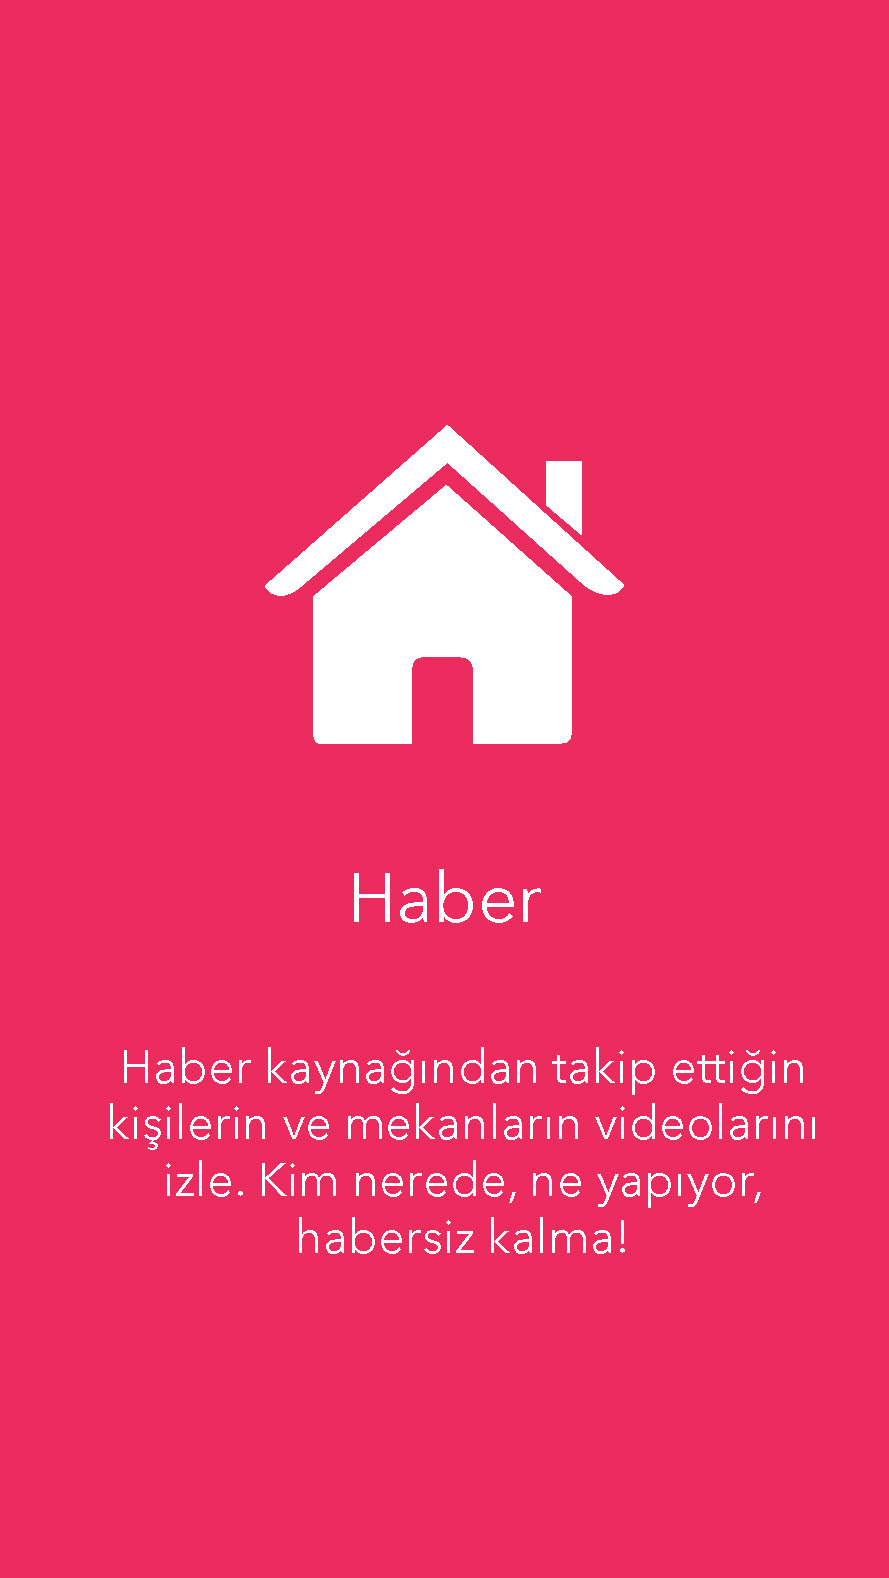 Haber
Haber kaynağından takip ettiğin
kişilerin ve mekanların videolarını
izle. Kim nerede, ne yapıyor,
habersiz kalma!